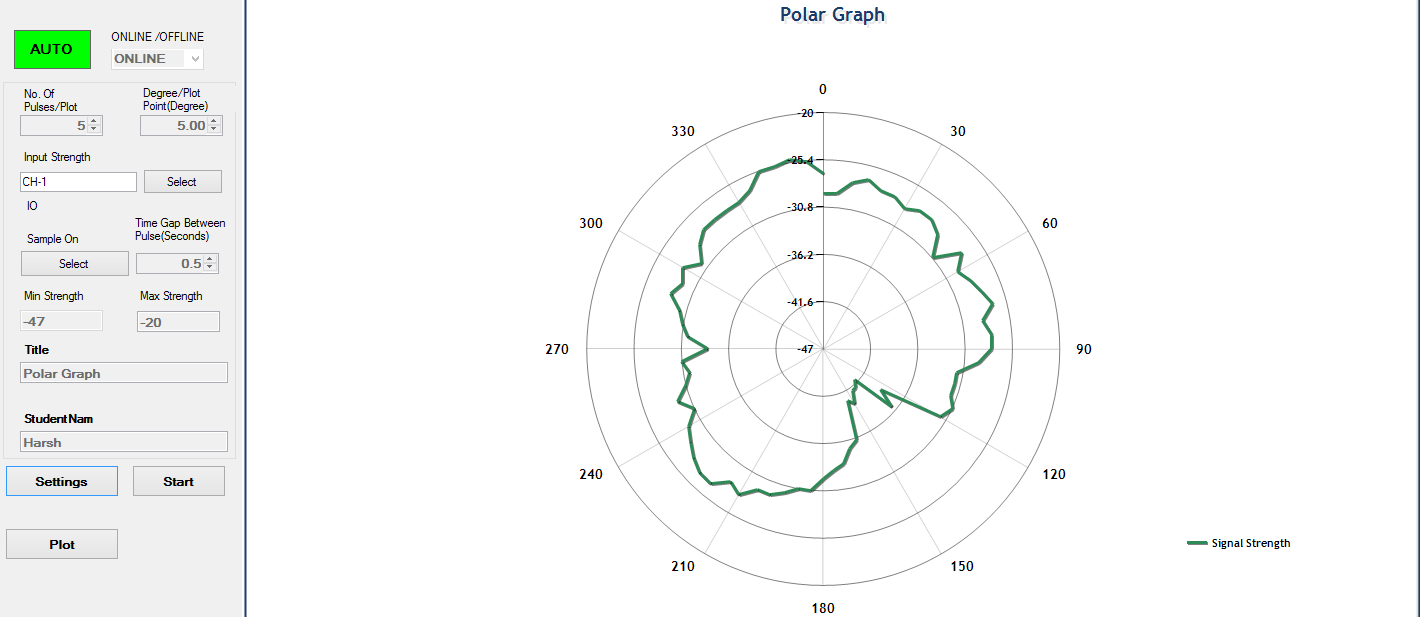 AUTO
ONLINE /OFFLINE
ONLINE
No. Of
Pulses/Plot
5
Degree/Plot
Point(Degree)
5.00
Input Strength
CH-1
Select
IO
Sample On
Select
Time Gap Between
Pulse(Seconds)
0.5
Min Strength
-47
Max Strength
-20
Title
Polar Graph
StudentNam
Harsh
Settings
Start
Plot
Polar Graph
0
30
60
90
120
150
180
210
240
270
300
330
-20
-25.4
-30.8
-36.2
-41.6
-47
Signal Strength